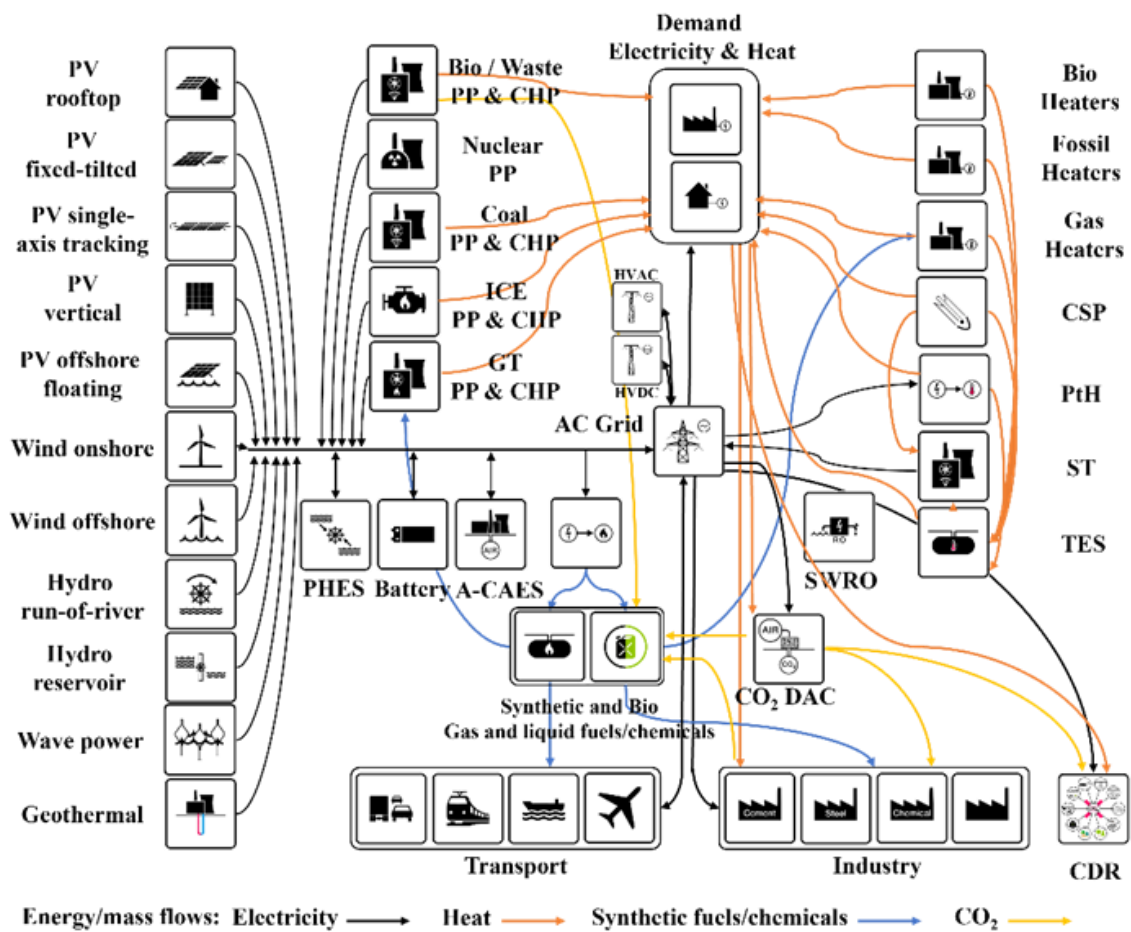 Demand
Electricity & Heat
PV
rooftop
PV
fixed-tilted
PV single-
axis tracking
PV
vertical
PV offshore
floating
Wind onshore
Wind offshore
Hydro
run-of-river
Hydro
reservoir
Wave power
Geothermal
Bio / Waste
PP & CHP
Nuclear
PP
Coal
PP & CHP
ICE
PP & CHP
GT
PP & CHP
HVAC
HVDC
AC Grid
Bio
Heaters
Fossil
Heaters
Gas
Heaters
CSP
PtH
ST
TES
PHES
Battery
AIR
A-CAES
RO
SWRO
AIR
CO₂
CO₂ DAC
Synthetic and Bio
Gas and liquid fuels/chemicals
Transport
Cement
Steel
Chemical
Industry
CDR
Energy/mass flows: Electricity Heat Synthetic fuels/chemicals CO₂